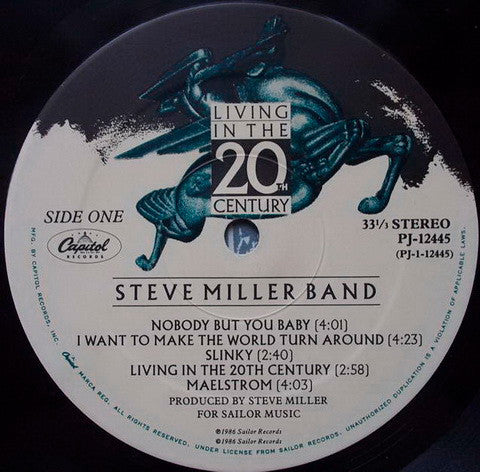 LIVING
IN THE
20TH
CENTURY
SIDE ONE
33 1/3 STEREO
PJ-12445
(PJ-1-12445)
Capitol
RECORDS
STEVE MILLER BAND
NOBODY BUT YOU BABY (4:01)
I WANT TO MAKE THE WORLD TURN AROUND (4:23)
SLINKY (2:40)
LIVING IN THE 20TH CENTURY (2:58)
MAELSTROM (4:03)
PRODUCED BY STEVE MILLER
FOR SAILOR MUSIC
℗1986 Sailor Records
©1986 Sailor Records
MFG. BY CAPITOL RECORDS, INC. Capitol MARCA REG. ALL RIGHTS RESERVED. UNAUTHORIZED DUPLICATION IS A VIOLATION OF APPLICABLE LAWS.
UNDER LICENSE FROM SAILOR RECORDS.